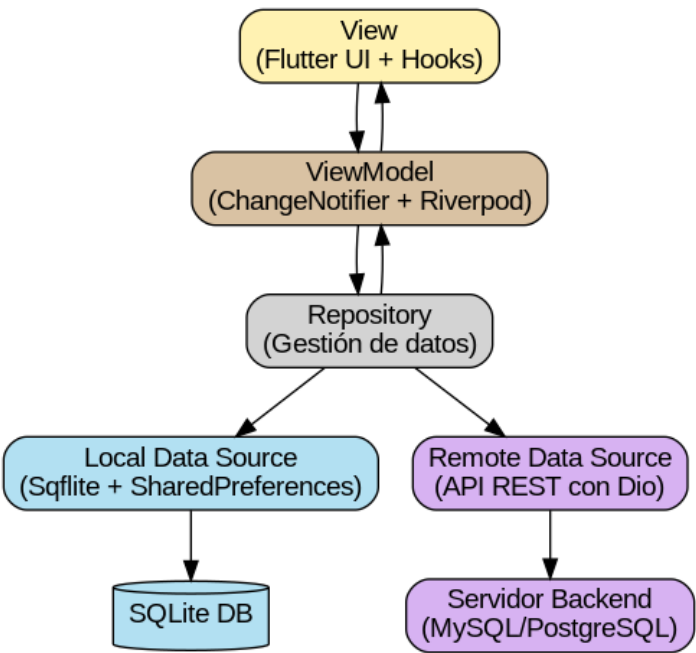 View
(Flutter UI + Hooks)
ViewModel
(ChangeNotifier + Riverpod)
Repository
(Gestión de datos)
Local Data Source
(Sqflite + SharedPreferences)
Remote Data Source
(API REST con Dio)
SQLite DB
Servidor Backend
(MySQL/PostgreSQL)